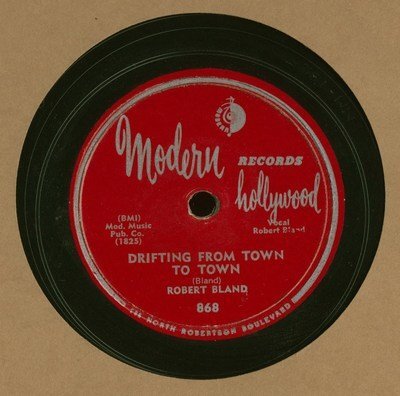 MODERN
Modern
RECORDS
hollywood
(BMI)
Mod. Music
Pub. Co.
(1825)
Vocal
Robert Bland
DRIFTING FROM TOWN
TO TOWN
(Bland)
ROBERT BLAND
868
NORTH ROBERTSON BOULEVARD